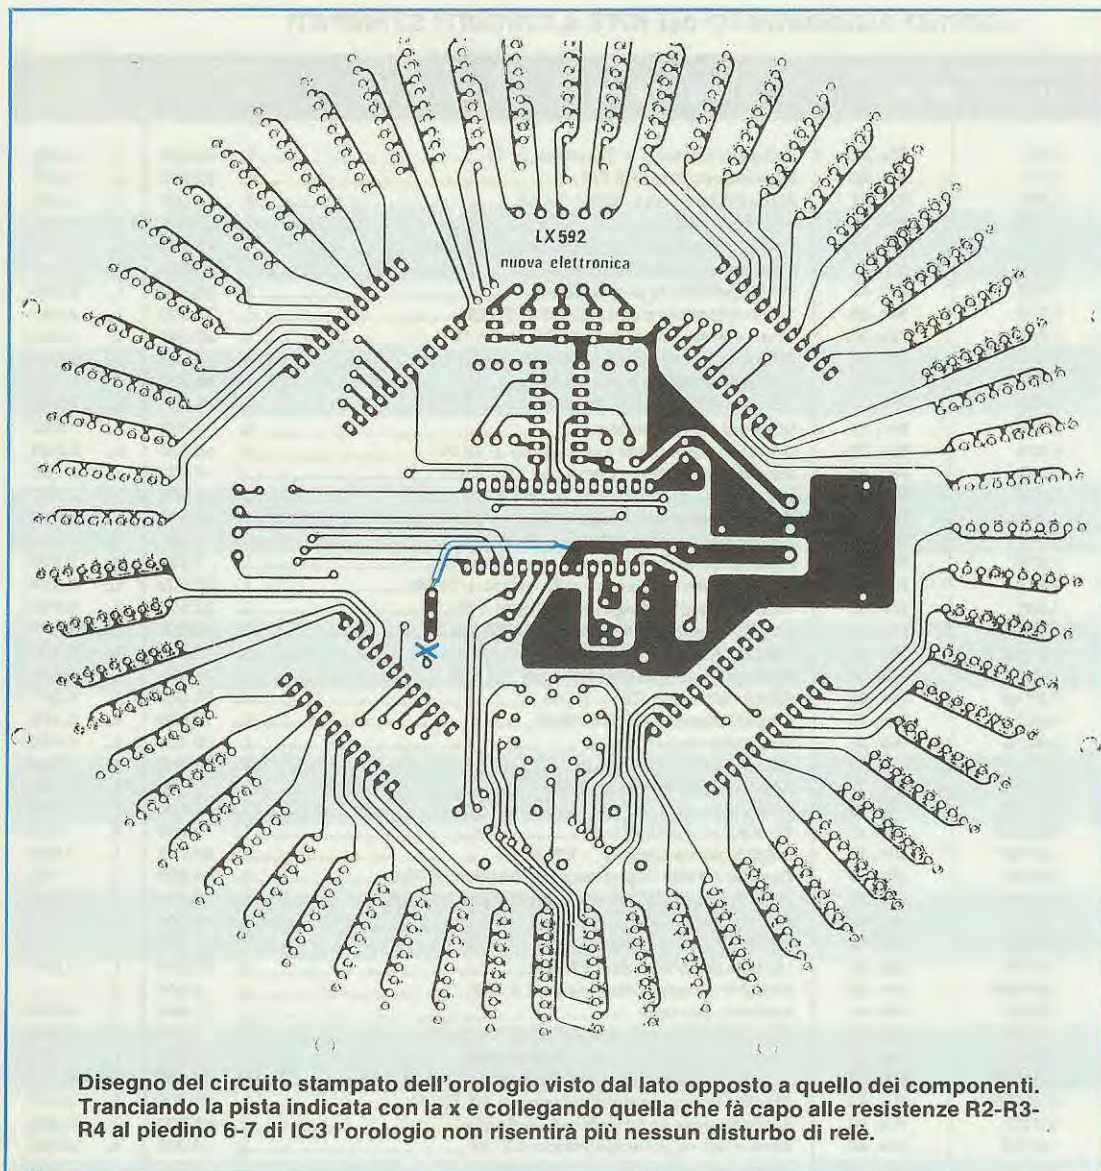 LX592
nuova elettronica
Disegno del circuito stampato dell'orologio visto dal lato opposto a quello dei componenti.
Tranciando la pista indicata con la x e collegando quella che fà capo alle resistenze R2-R3-
R4 al piedino 6-7 di IC3 l'orologio non risentirà più nessun disturbo di relè.